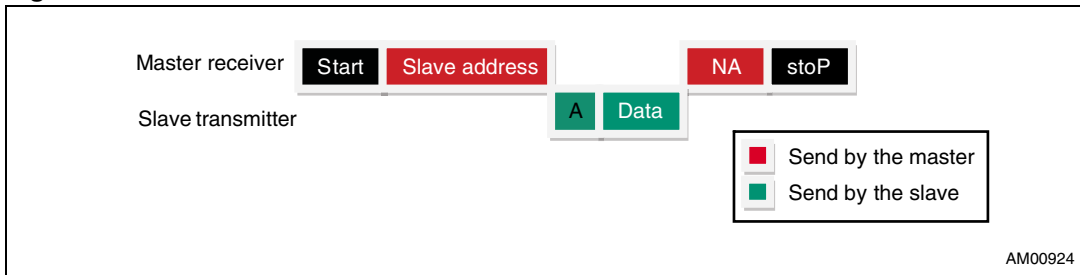 Master receiver Start Slave address NA stoP
Slave transmitter A Data
Send by the master
Send by the slave
AM00924